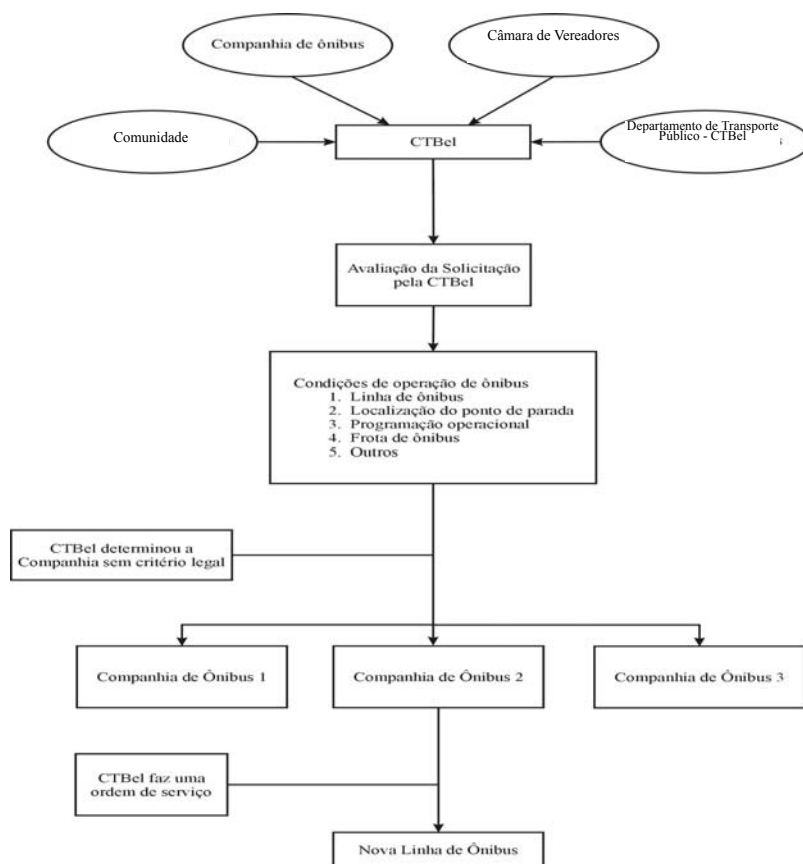 Companhia de ônibus
Câmara de Vereadores
Comunidade
Departamento de Transporte
Público - CTBel
CTBel
Avaliação da Solicitação
pela CTBel
Condições de operação de ônibus
1. Linha de ônibus
2. Localização do ponto de parada
3. Programação operacional
4. Frota de ônibus
5. Outros
CTBel determinou a
Companhia sem critério legal
Companhia de Ônibus 1
Companhia de Ônibus 2
Companhia de Ônibus 3
CTBel faz uma
ordem de serviço
Nova Linha de Ônibus